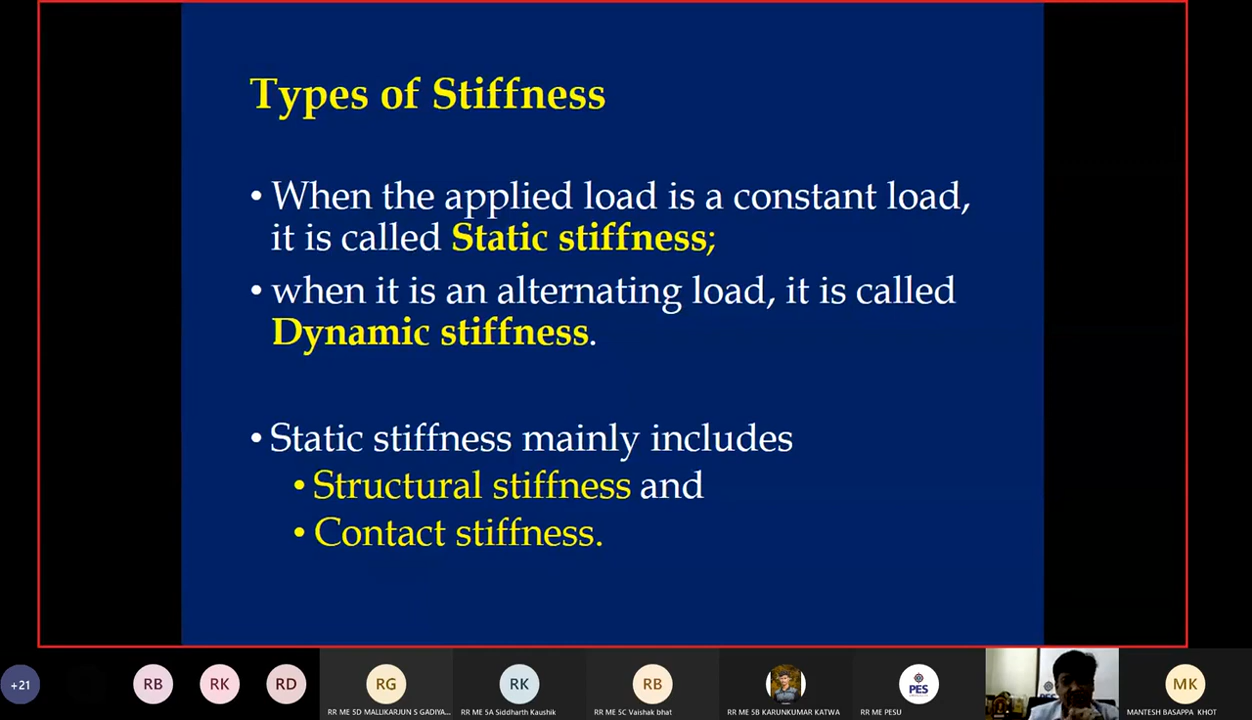 Types of Stiffness
• When the applied load is a constant load,
it is called Static stiffness;
• when it is an alternating load, it is called
Dynamic stiffness.
• Static stiffness mainly includes
• Structural stiffness and
• Contact stiffness.
+21
RB
RK
RD
RG
RK
RB
PES
MK
RR ME 5D MALLIKARJUN S GADIYA...
RR ME 5A Siddharth Kaushik
RR ME 5C Vaishak bhat
RR ME 5B KARUNKUMAR KATWA
RR ME PESU
MANTESH BASAPPA KHOT